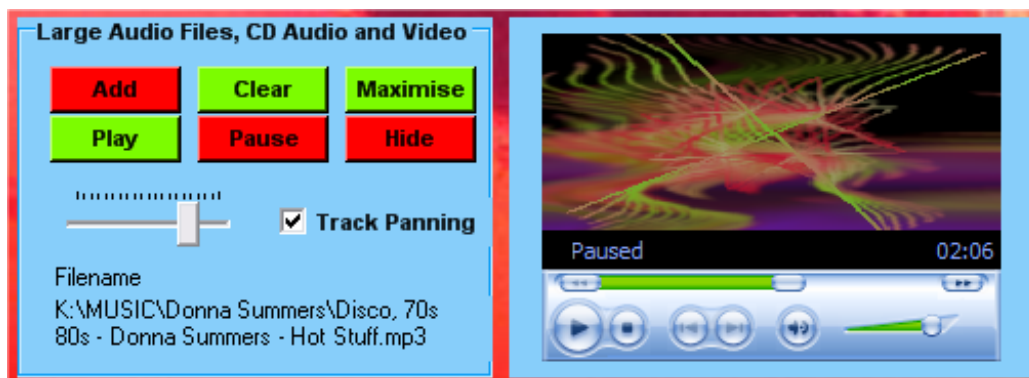 Large Audio Files, CD Audio and Video
Add Clear Maximise
Play Pause Hide
Track Panning
Filename
K:\MUSIC\Donna Summers\Disco, 70s
80s - Donna Summers - Hot Stuff.mp3
Paused 02:06